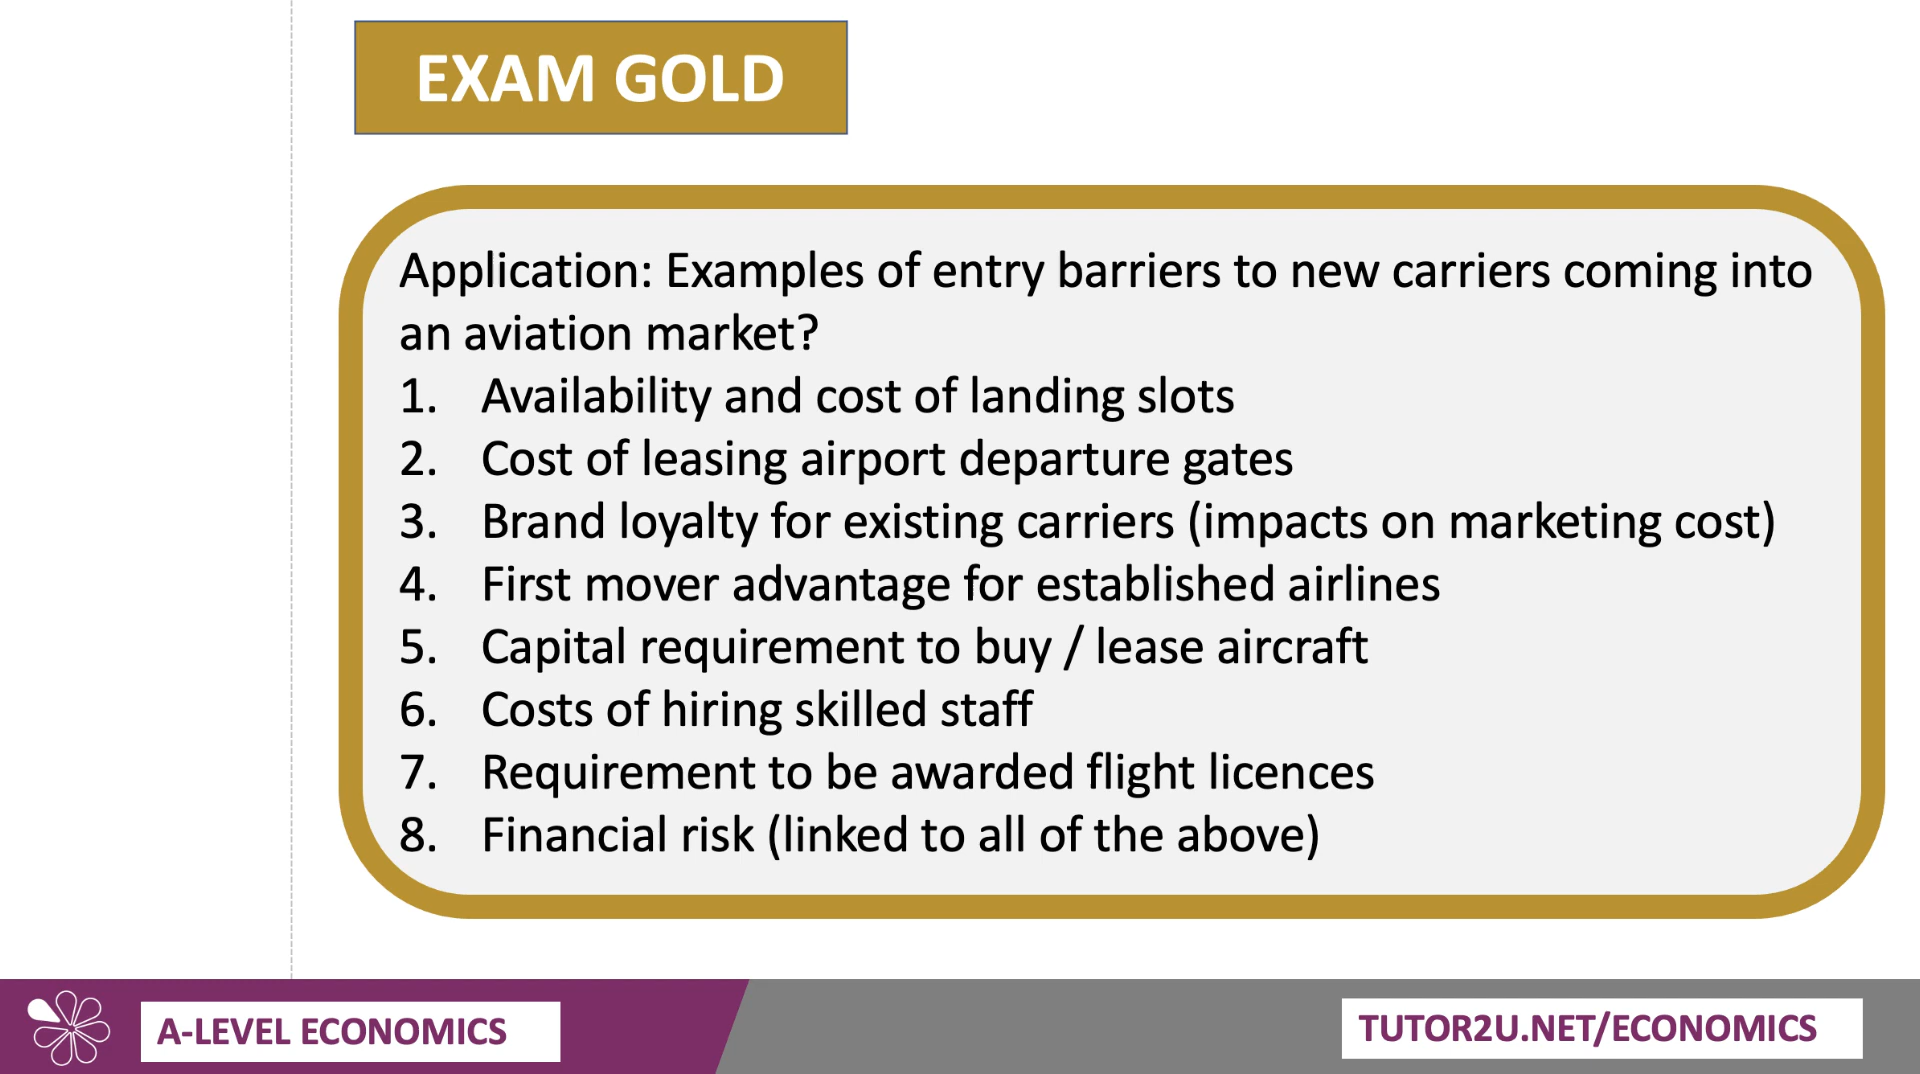 EXAM GOLD
Application: Examples of entry barriers to new carriers coming into
an aviation market?
1. Availability and cost of landing slots
2. Cost of leasing airport departure gates
3. Brand loyalty for existing carriers (impacts on marketing cost)
4. First mover advantage for established airlines
5. Capital requirement to buy / lease aircraft
6. Costs of hiring skilled staff
7. Requirement to be awarded flight licences
8. Financial risk (linked to all of the above)
A-LEVEL ECONOMICS
TUTOR2U.NET/ECONOMICS